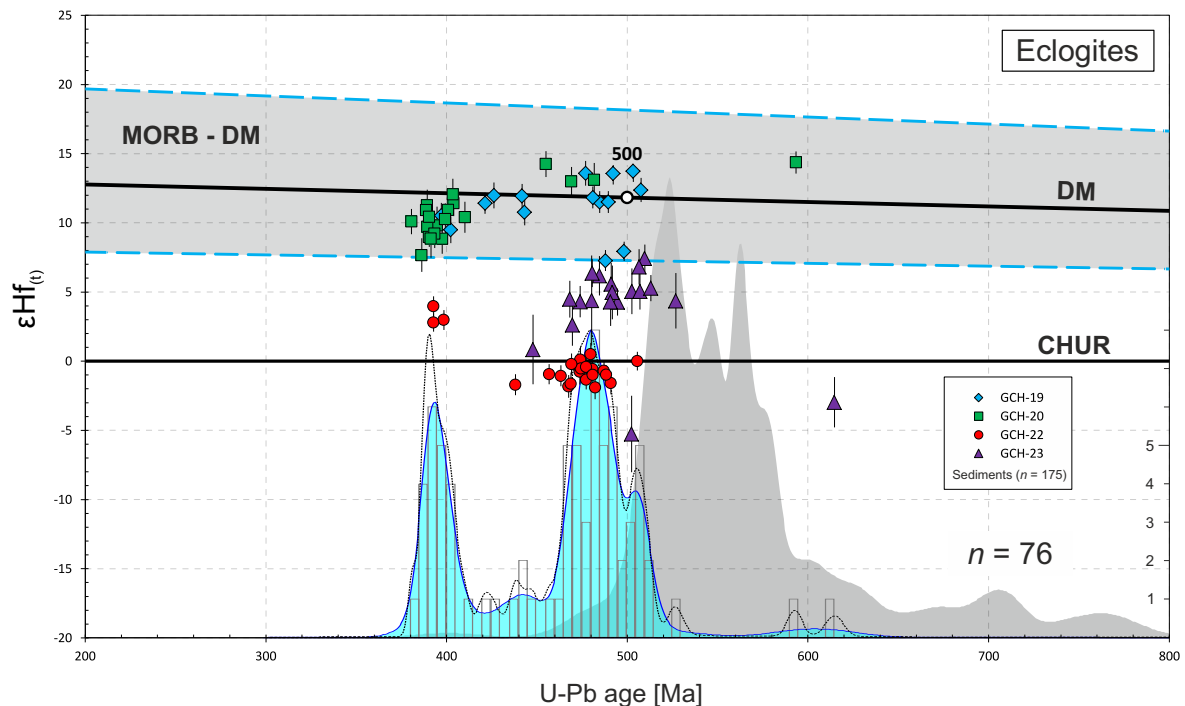 Eclogites
25
20
15
10
5
0
-5
-10
-15
-20
εHf(t)
MORB - DM
500
DM
CHUR
GCH-19
GCH-20
GCH-22
GCH-23
Sediments (n = 175)
5
4
3
2
1
n = 76
200
300
400
500
600
700
800
U-Pb age [Ma]